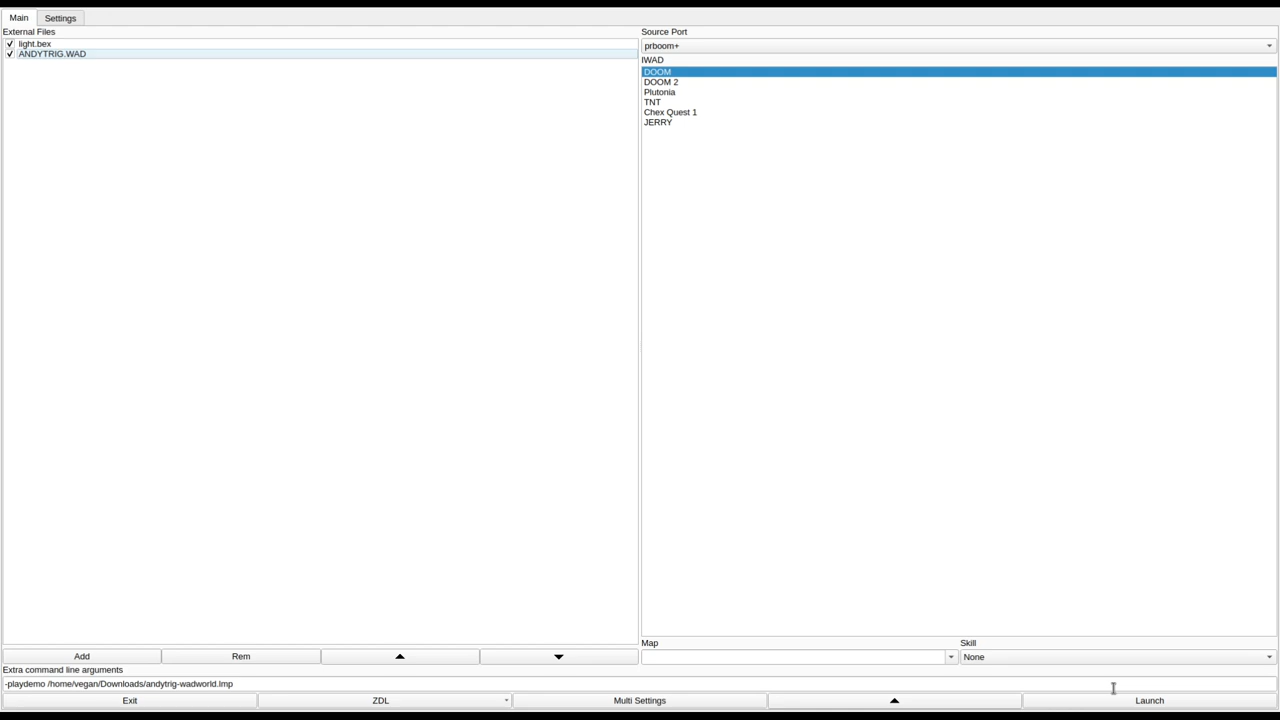 Main Settings
External Files
light.bex
ANDYTRIG.WAD
Source Port
prboom+
IWAD
DOOM
DOOM 2
Plutonia
TNT
Chex Quest 1
JERRY
Map Skill
None
Add Rem
Extra command line arguments
-playdemo /home/vegan/Downloads/andytrig-wadworld.lmp
Exit ZDL Multi Settings Launch